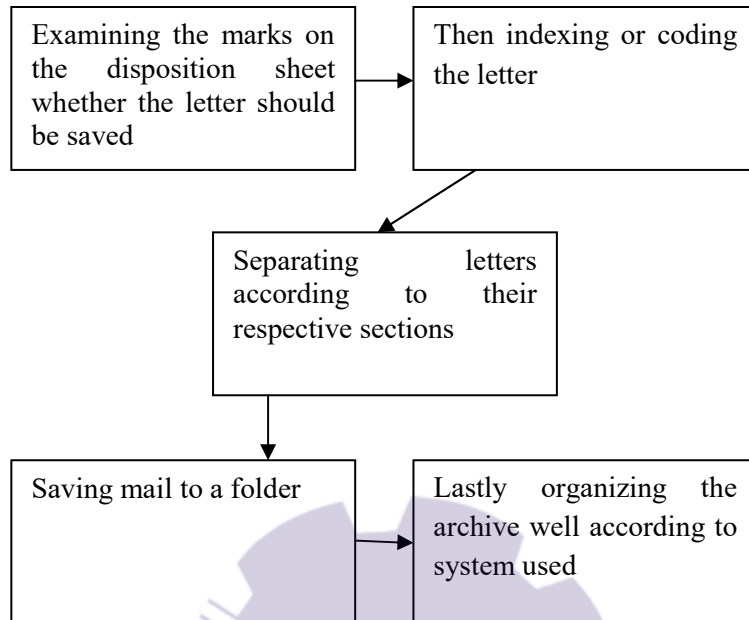 Examining the marks on
the disposition sheet
whether the letter should
be saved
Then indexing or coding
the letter
Separating letters
according to their
respective sections
Saving mail to a folder
Lastly organizing the
archive well according to
system used